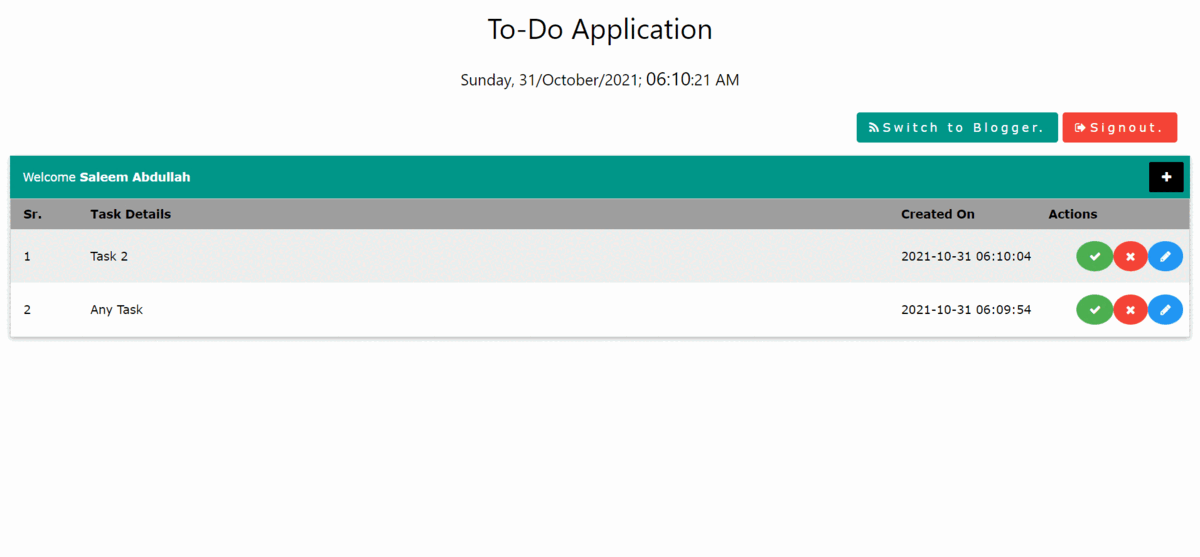 To-Do Application
Sunday, 31/October/2021; 06:10:21 AM
Switch to Blogger. Signout.
Welcome Saleem Abdullah +
Sr. Task Details Created On Actions
1 Task 2 2021-10-31 06:10:04
2 Any Task 2021-10-31 06:09:54